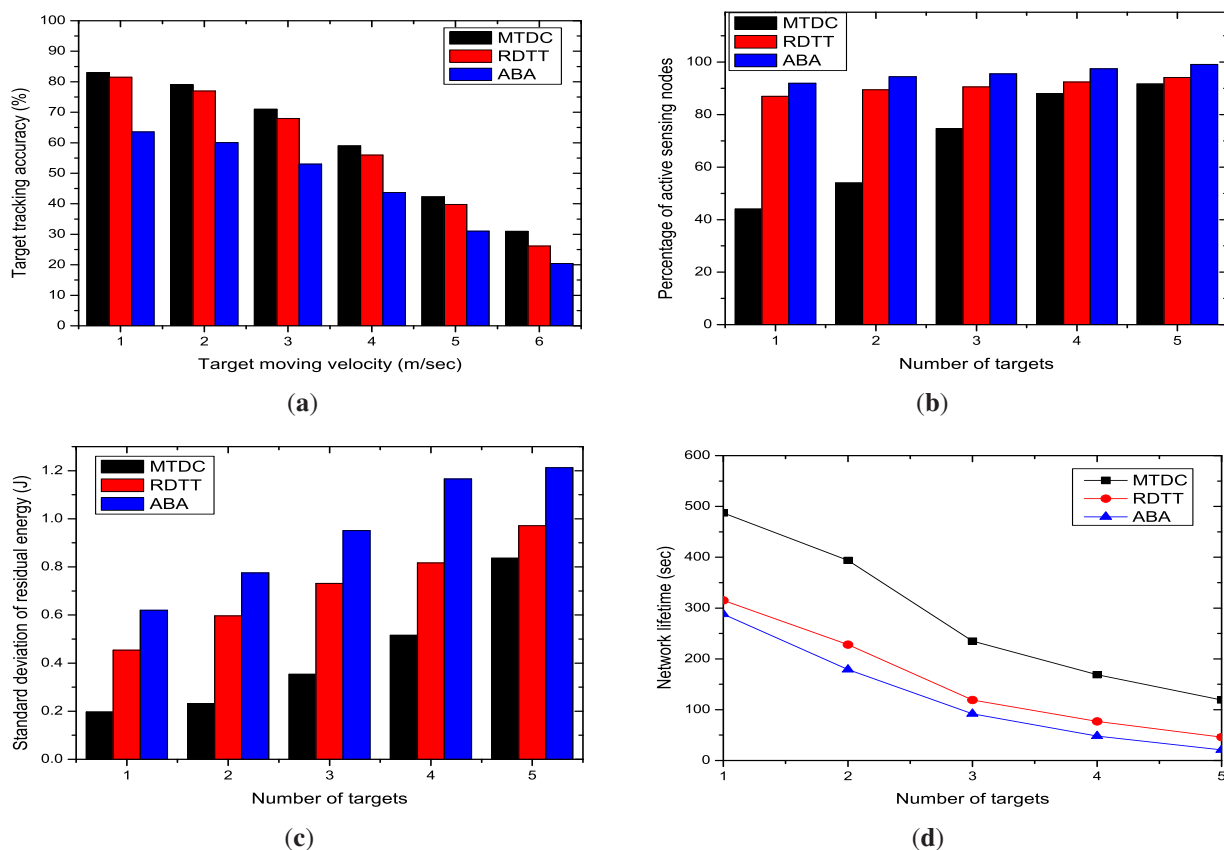 100
90
80
70
60
50
40
30
20
10
0
Target tracking accuracy (%)
MTDC
RDTT
ABA
1 2 3 4 5 6
Target moving velocity (m/sec)
(a)
100
80
60
40
20
0
Percentage of active sensing nodes
MTDC
RDTT
ABA
1 2 3 4 5
Number of targets
(b)
1.2
1.0
0.8
0.6
0.4
0.2
0.0
Standard deviation of residual energy (J)
MTDC
RDTT
ABA
1 2 3 4 5
Number of targets
(c)
600
500
400
300
200
100
0
Network lifetime (sec)
MTDC
RDTT
ABA
1 2 3 4 5
Number of targets
(d)